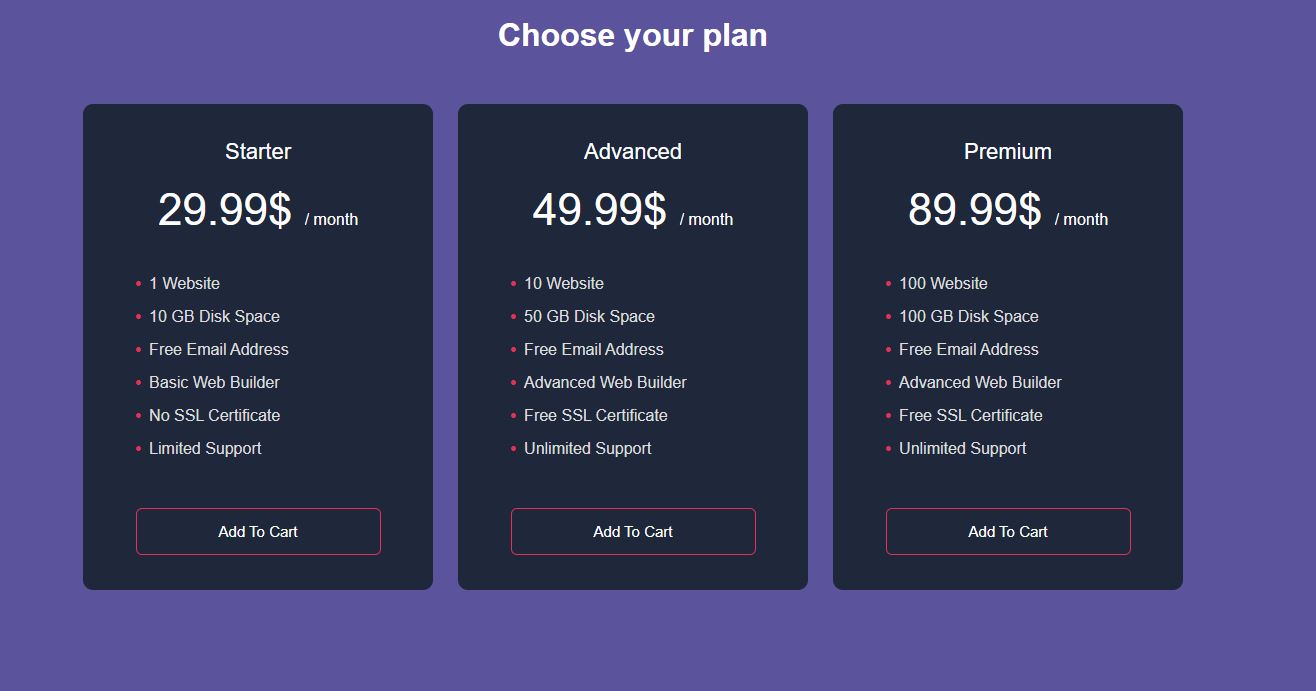 Choose your plan
Starter
29.99$ / month
1 Website
10 GB Disk Space
Free Email Address
Basic Web Builder
No SSL Certificate
Limited Support
Add To Cart
Advanced
49.99$ / month
10 Website
50 GB Disk Space
Free Email Address
Advanced Web Builder
Free SSL Certificate
Unlimited Support
Add To Cart
Premium
89.99$ / month
100 Website
100 GB Disk Space
Free Email Address
Advanced Web Builder
Free SSL Certificate
Unlimited Support
Add To Cart